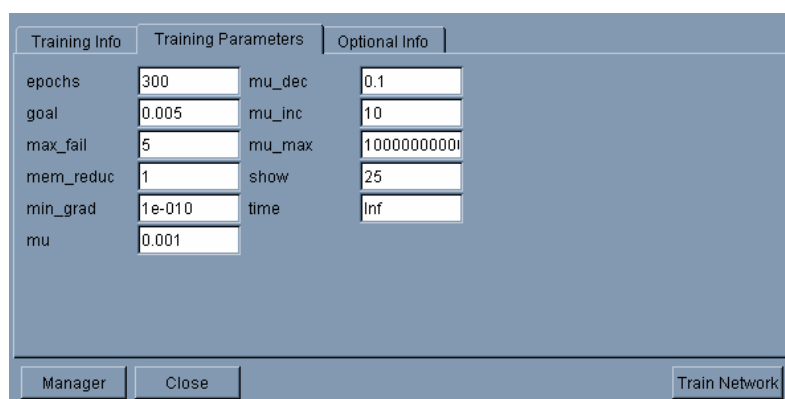 Training Info Training Parameters Optional Info
epochs 300 mu_dec 0.1
goal 0.005 mu_inc 10
max_fail 5 mu_max 1000000000
mem_reduc 1 show 25
min_grad 1e-010 time Inf
mu 0.001
Manager Close Train Network